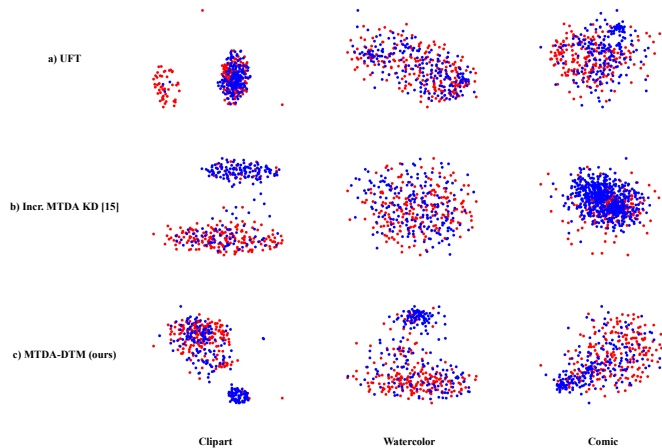 a) UFT
b) Incr. MTDA KD [15]
c) MTDA-DTM (ours)
Clipart Watercolor Comic